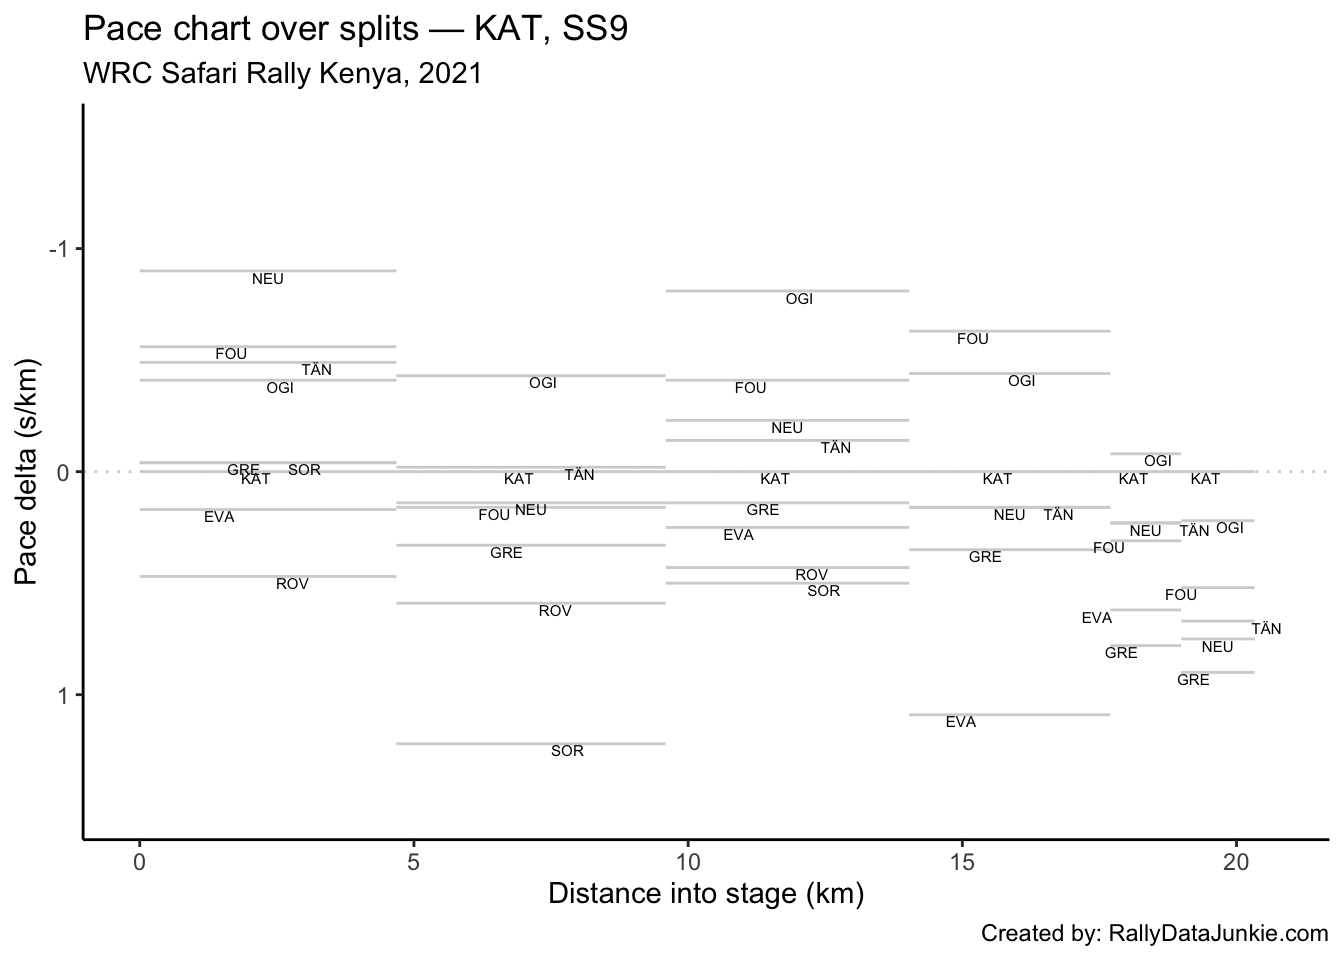 Pace chart over splits — KAT, SS9
WRC Safari Rally Kenya, 2021
Pace delta (s/km)
-1
0
1
NEU
FOU
TÄN
OGI
GRE SOR
KAT
EVA
ROV
OGI
KAT TÄN
FOU NEU
GRE
ROV
SOR
OGI
FOU
NEU
TÄN
KAT
GRE
EVA
ROV
SOR
FOU
OGI
KAT
NEU TÄN
GRE
EVA
OGI
KAT
NEU TÄN
FOU
EVA
GRE
KAT
OGI
FOU
TÄN
NEU
GRE
0 5 10 15 20
Distance into stage (km)
Created by: RallyDataJunkie.com